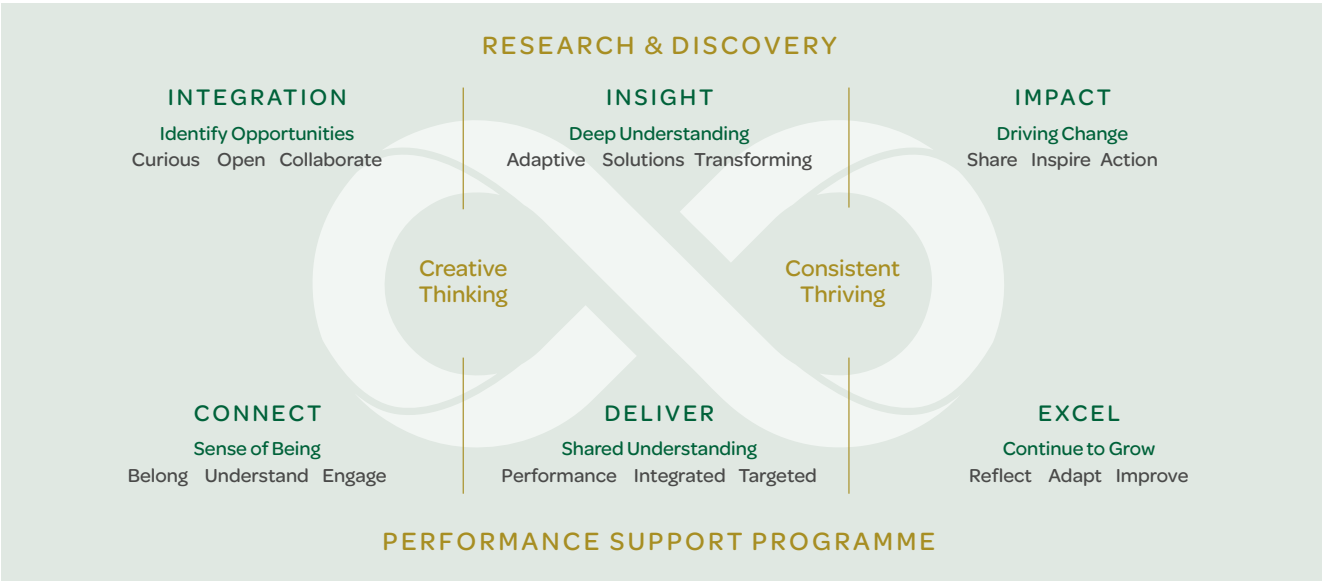 RESEARCH & DISCOVERY
INTEGRATION
Identify Opportunities
Curious Open Collaborate
INSIGHT
Deep Understanding
Adaptive Solutions Transforming
IMPACT
Driving Change
Share Inspire Action
Creative
Thinking
Consistent
Thriving
CONNECT
Sense of Being
Belong Understand Engage
DELIVER
Shared Understanding
Performance Integrated Targeted
EXCEL
Continue to Grow
Reflect Adapt Improve
PERFORMANCE SUPPORT PROGRAMME